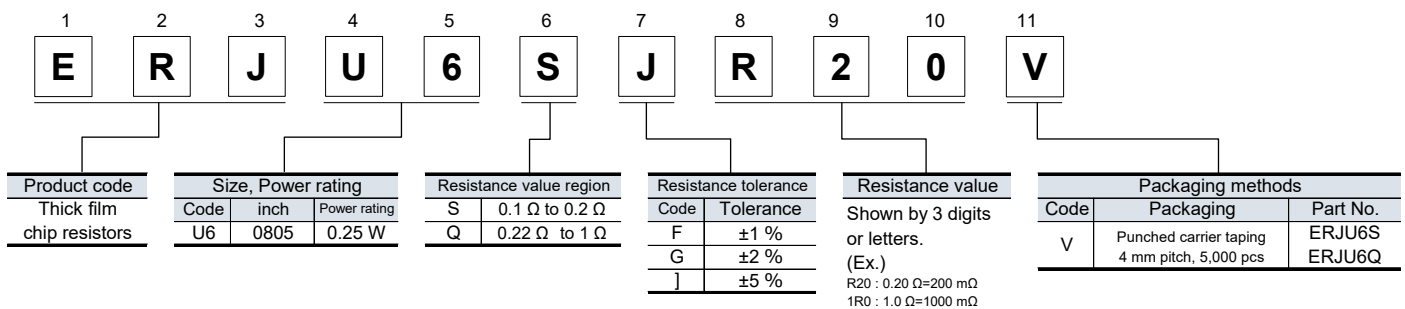 1 2 3 4 5 6 7 8 9 10 11
E R J U 6 S J R 2 0 V
Product code
Thick film
chip resistors
Size, Power rating
Code inch Power rating
U6 0805 0.25 W
Resistance value region
S 0.1 Ω to 0.2 Ω
Q 0.22 Ω to 1 Ω
Resistance tolerance
Code Tolerance
F ±1 %
G ±2 %
] ±5 %
Resistance value
Shown by 3 digits
or letters.
(Ex.)
R20 : 0.20 Ω=200 mΩ
1R0 : 1.0 Ω=1000 mΩ
Packaging methods
Code Packaging Part No.
V Punched carrier taping ERJU6S
4 mm pitch, 5,000 pcs ERJU6Q